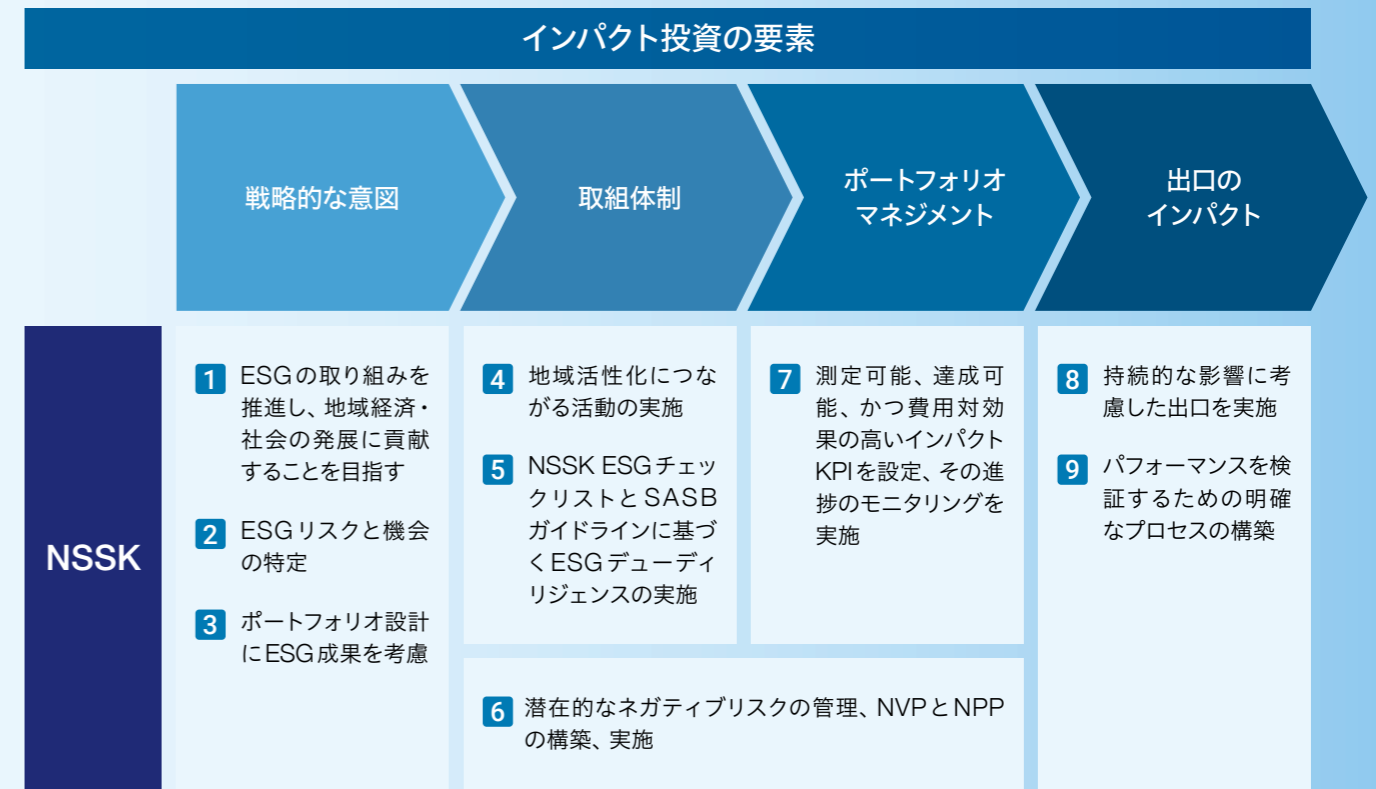 インパクト投資の要素
戦略的な意図
取組体制
ポートフォリオ
マネジメント
出口の
インパクト
NSSK
1 ESGの取り組みを
推進し、地域経済・
社会の発展に貢献
することを目指す
2 ESGリスクと機会
の特定
3 ポートフォリオ設計
にESG成果を考慮
4 地域活性化につな
がる活動の実施
5 NSSK ESGチェッ
クリストとSASB
ガイドラインに基づ
くESGデューディ
リジェンスの実施
7 測定可能、達成可
能、かつ費用対効
果の高いインパクト
KPIを設定、その進
捗のモニタリングを
実施
6 潜在的なネガティブリスクの管理、NVPとNPP
の構築、実施
8 持続的な影響に考
慮した出口を実施
9 パフォーマンスを検
証するための明確
なプロセスの構築